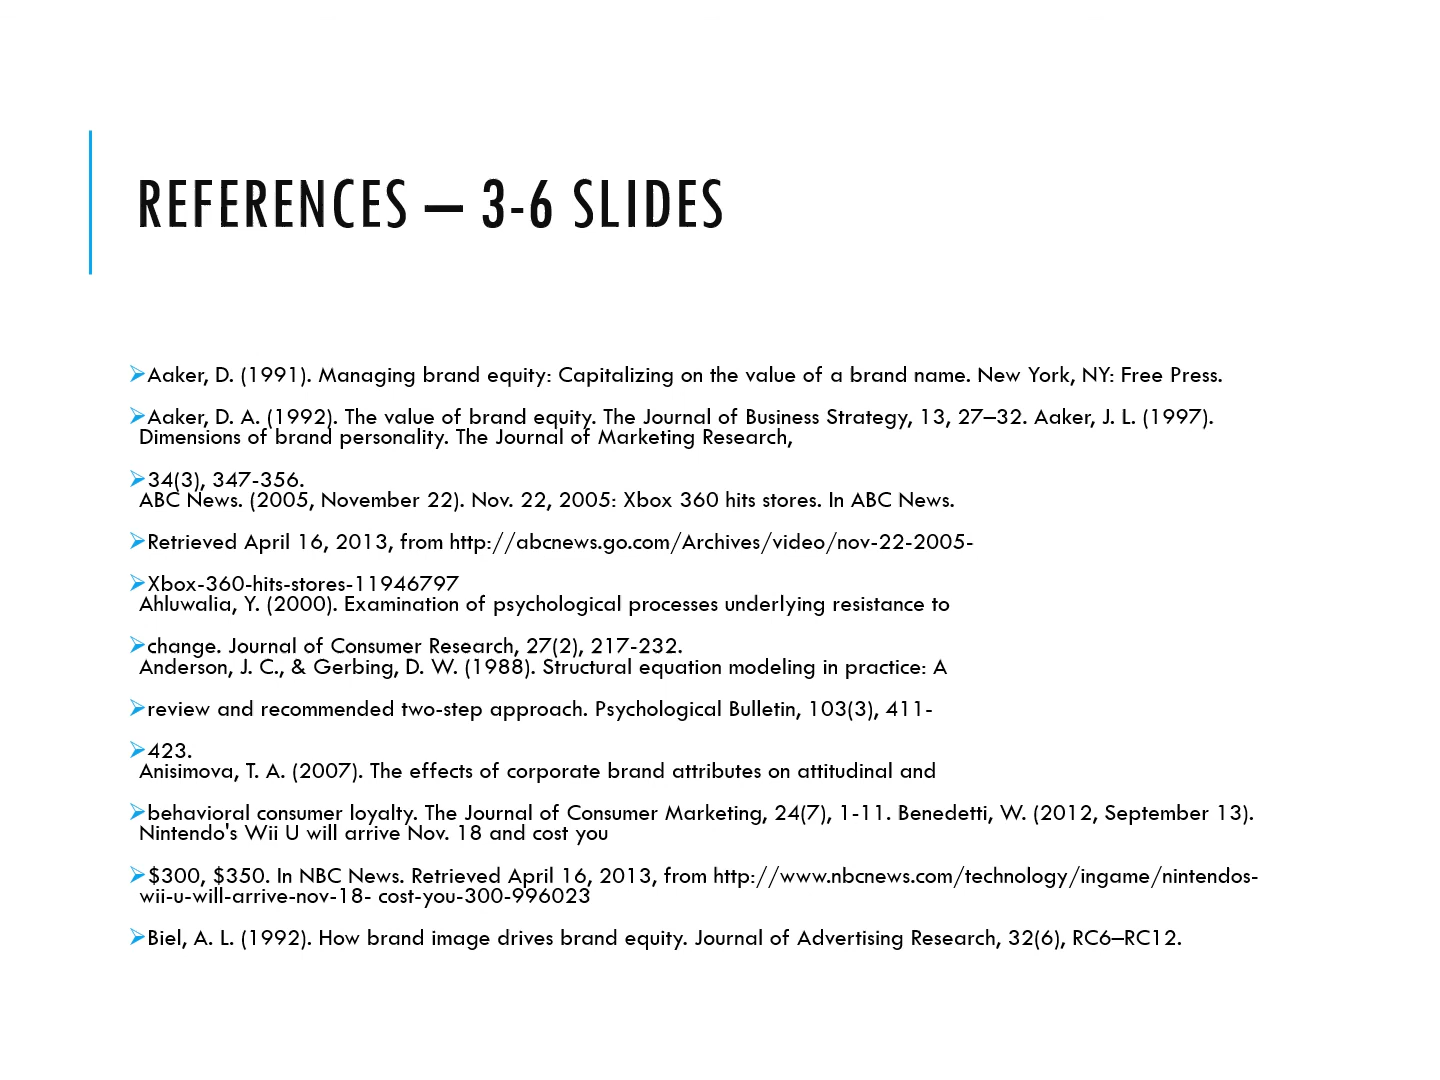 REFERENCES – 3-6 SLIDES
➢Aaker, D. (1991). Managing brand equity: Capitalizing on the value of a brand name. New York, NY: Free Press.
➢Aaker, D. A. (1992). The value of brand equity. The Journal of Business Strategy, 13, 27–32. Aaker, J. L. (1997).
Dimensions of brand personality. The Journal of Marketing Research,
➢34(3), 347-356.
ABC News. (2005, November 22). Nov. 22, 2005: Xbox 360 hits stores. In ABC News.
➢Retrieved April 16, 2013, from http://abcnews.go.com/Archives/video/nov-22-2005-
➢Xbox-360-hits-stores-11946797
Ahluwalia, Y. (2000). Examination of psychological processes underlying resistance to
➢change. Journal of Consumer Research, 27(2), 217-232.
Anderson, J. C., & Gerbing, D. W. (1988). Structural equation modeling in practice: A
➢review and recommended two-step approach. Psychological Bulletin, 103(3), 411-
➢423.
Anisimova, T. A. (2007). The effects of corporate brand attributes on attitudinal and
➢behavioral consumer loyalty. The Journal of Consumer Marketing, 24(7), 1-11. Benedetti, W. (2012, September 13).
Nintendo's Wii U will arrive Nov. 18 and cost you
➢$300, $350. In NBC News. Retrieved April 16, 2013, from http://www.nbcnews.com/technology/ingame/nintendos-
wii-u-will-arrive-nov-18- cost-you-300-996023
➢Biel, A. L. (1992). How brand image drives brand equity. Journal of Advertising Research, 32(6), RC6–RC12.